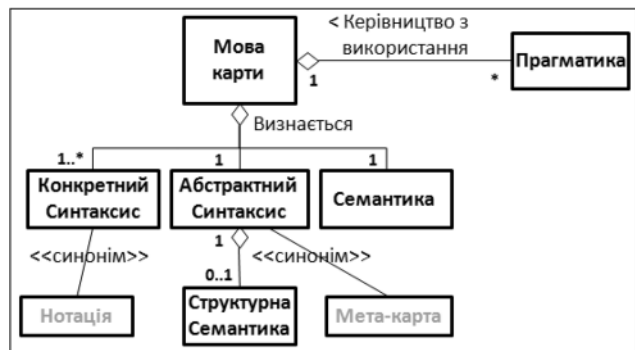 Мова
карти
< Керівництво з
використання
Прагматика
1
*
Визнається
1..*
1
1
Конкретний
Синтаксис
Абстрактний
Синтаксис
Семантика
<<синонім>>
1
<<синонім>>
0..1
Нотація
Структурна
Семантика
Мета-карта